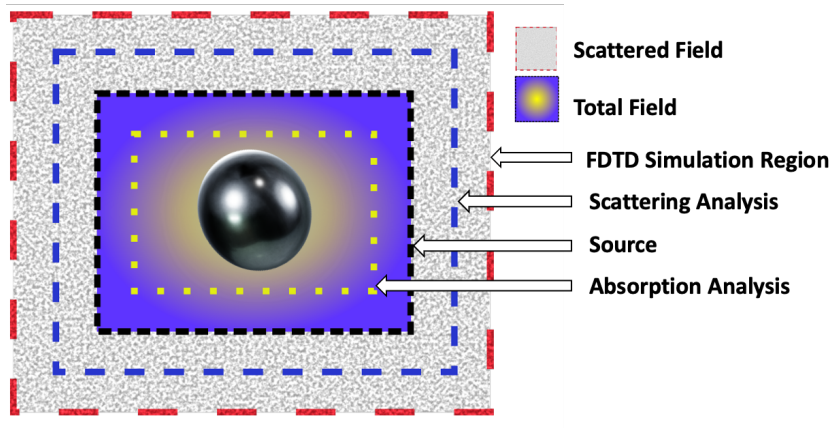 Scattered Field
Total Field
FDTD Simulation Region
Scattering Analysis
Source
Absorption Analysis